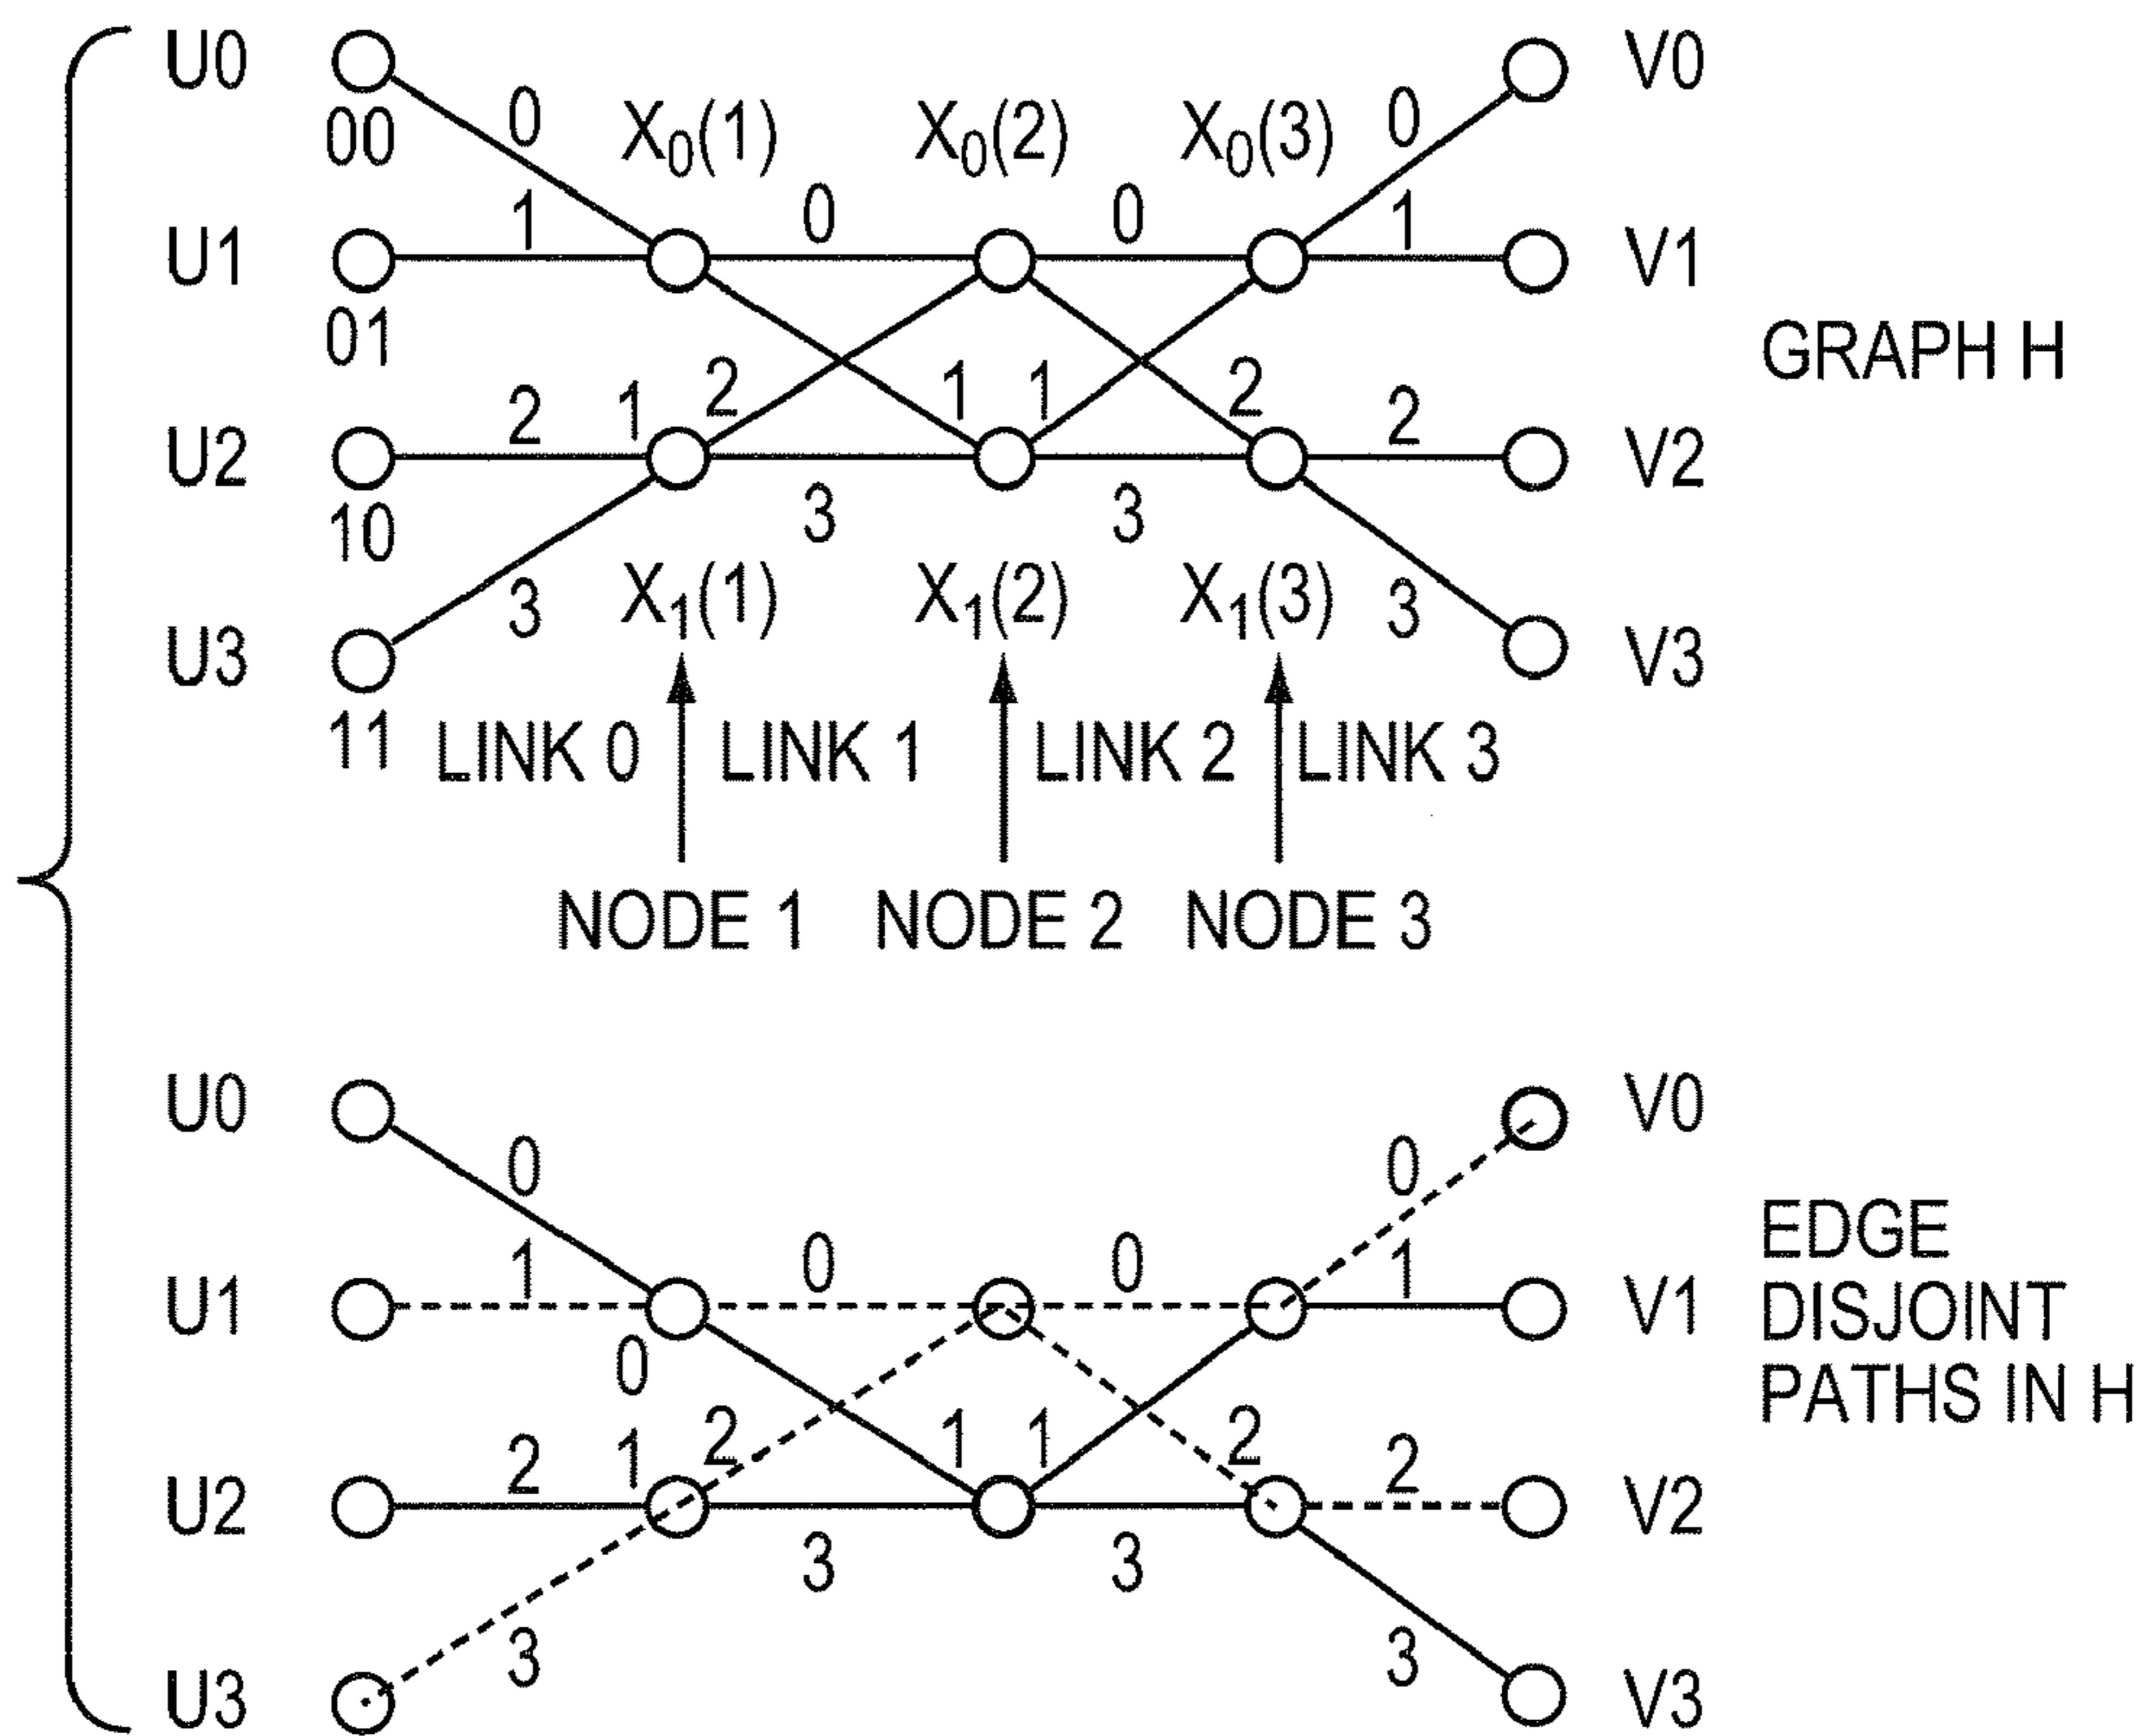 U0 V0
00 0 X0(1) X0(2) X0(3) 0
U1 1 0 0 1 V1
01 GRAPH H
U2 2 1 2 1 1 2 2 V2
10 3 3
U3 3 X1(1) X1(2) X1(3) 3 V3
11 LINK 0 LINK 1 LINK 2 LINK 3
NODE 1 NODE 2 NODE 3
U0 V0
0 0
U1 1 0 0 1 V1
0
EDGE
DISJOINT
PATHS IN H
U2 2 1 2 1 1 2 2 V2
3 3
U3 3 3 V3